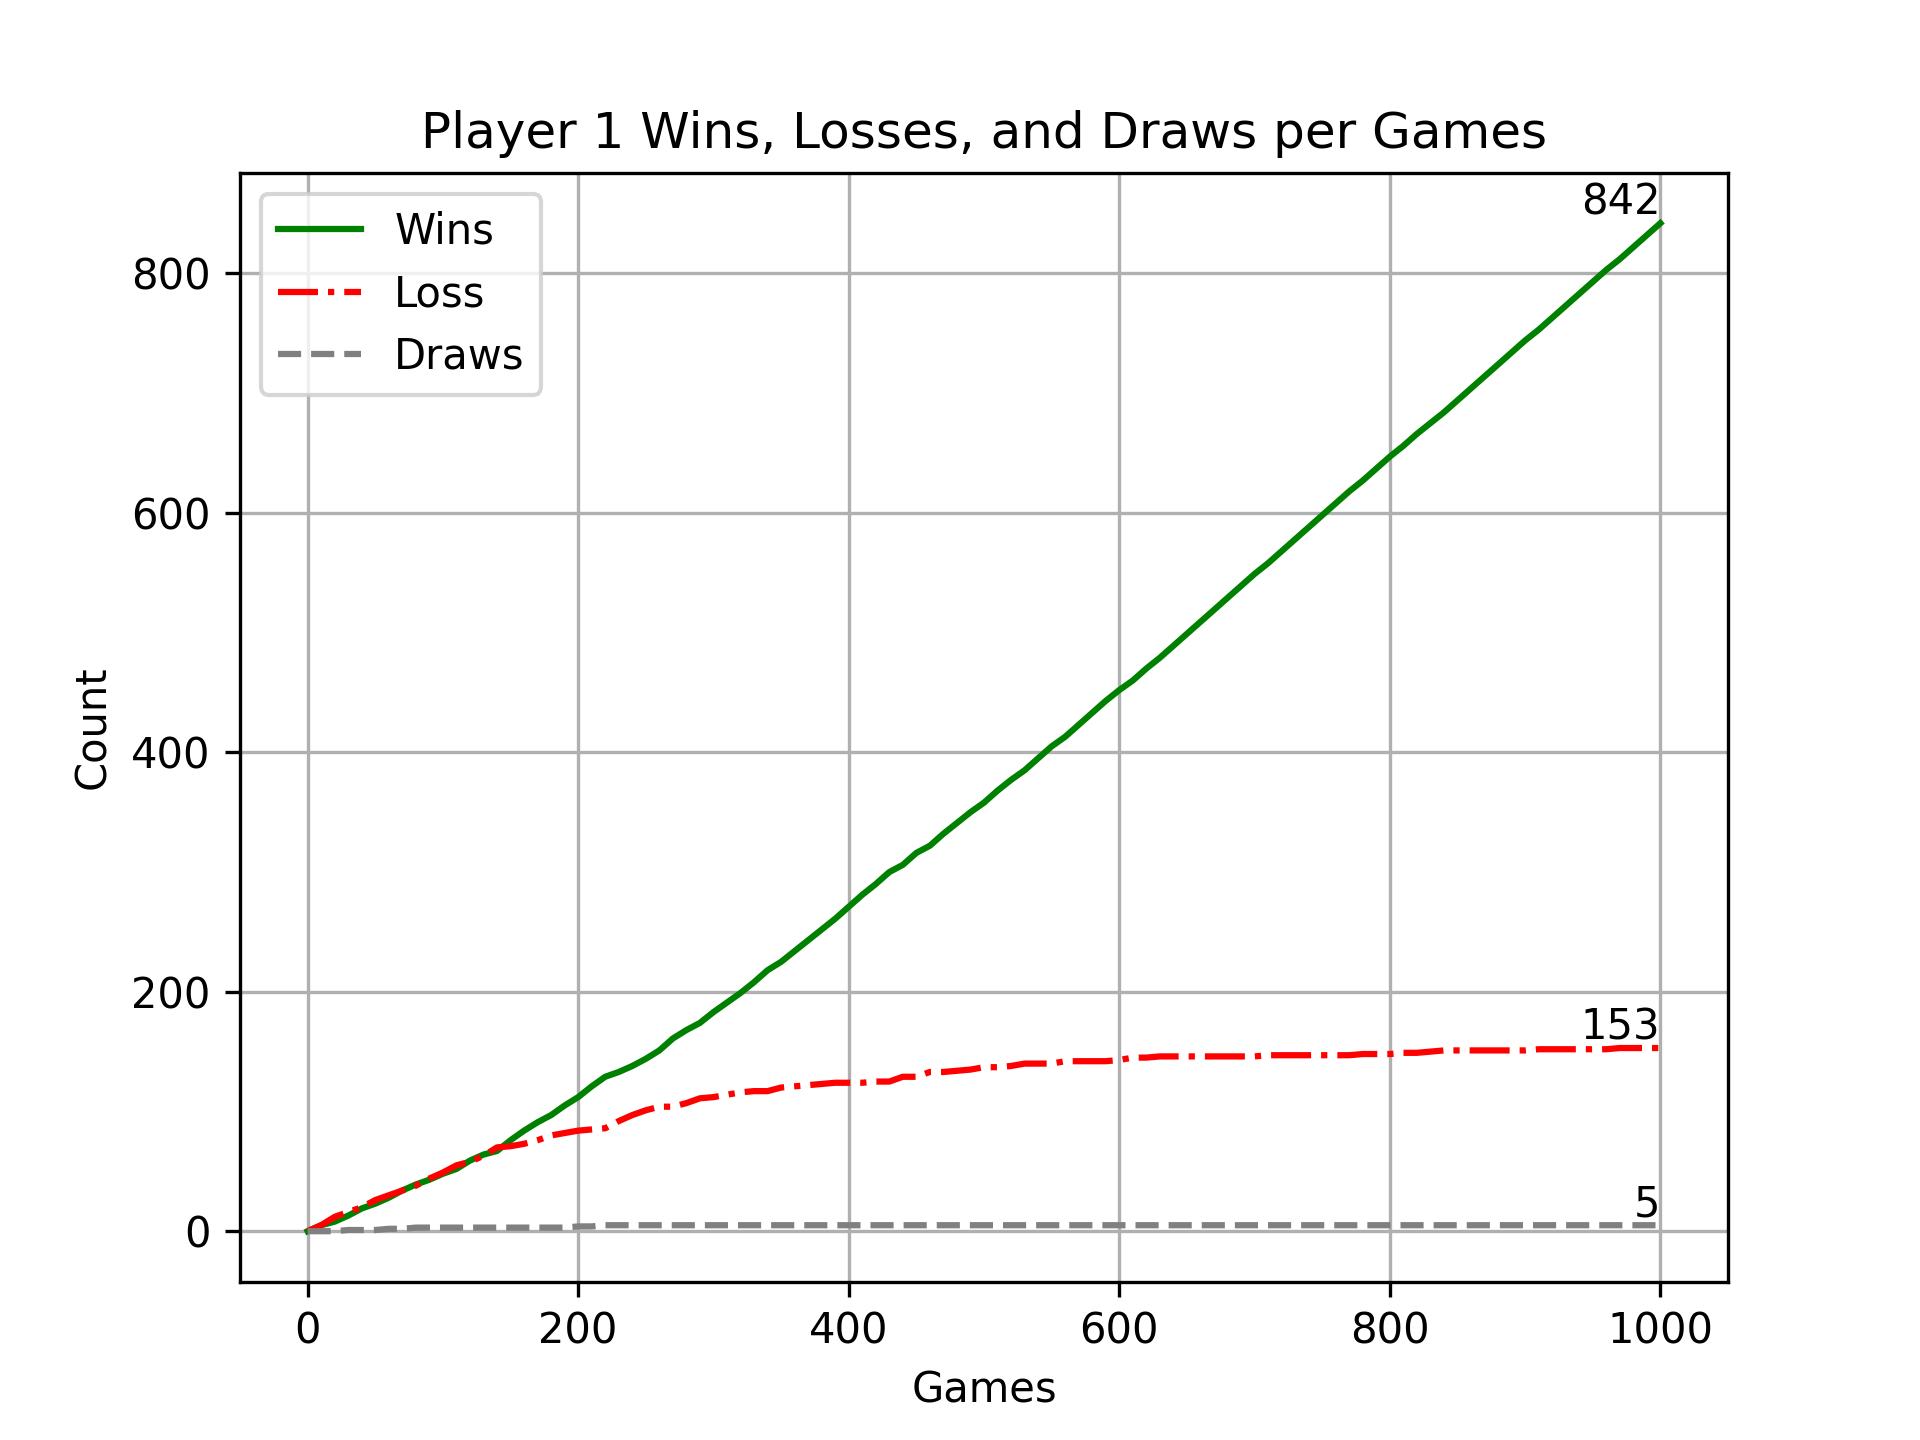 Player 1 Wins, Losses, and Draws per Games
Wins
Loss
Draws
842
153
5
800
600
400
200
0
Count
0 200 400 600 800 1000
Games